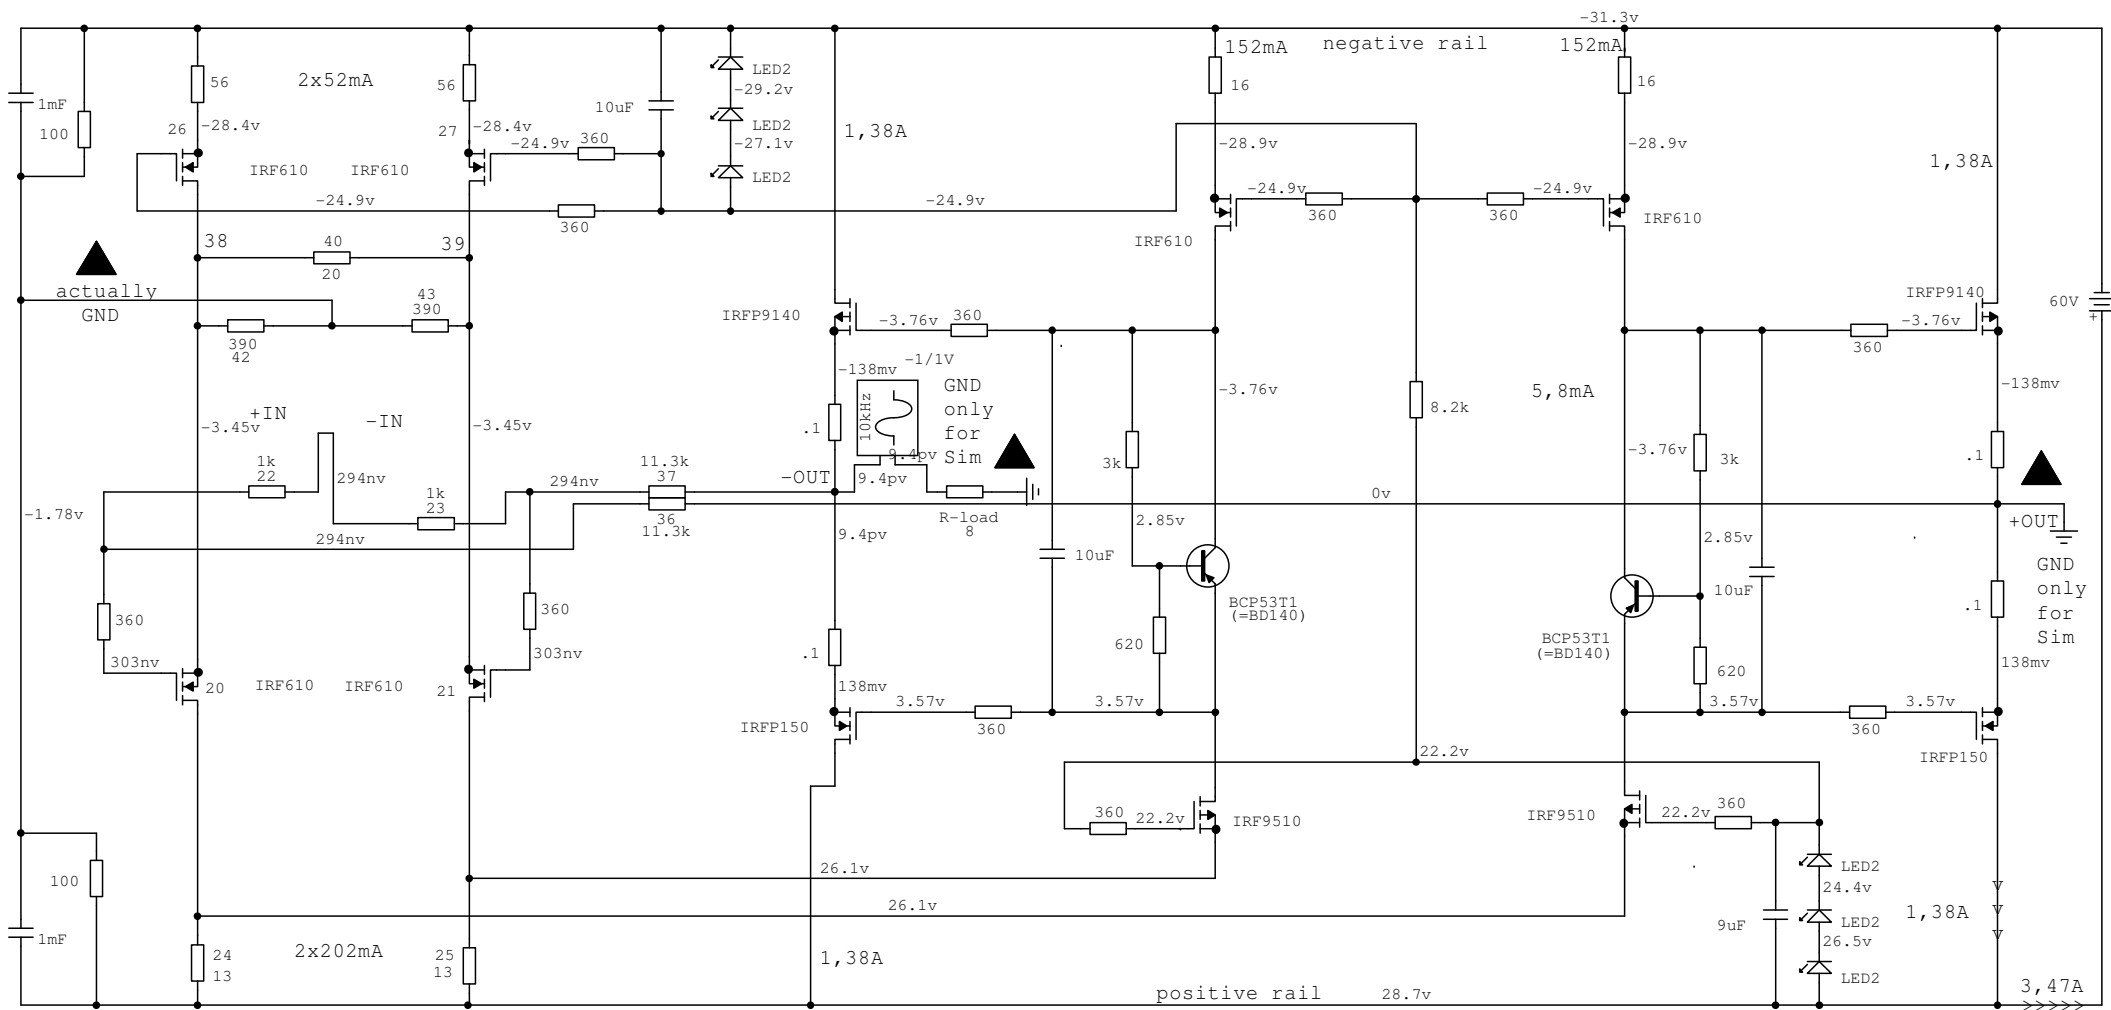 -31.3v
152mA
negative rail
152mA
56
2x52mA
56
LED2
16
16
1mF
-29.2v
10uF
100
26
-28.4v
27
-28.4v
360
LED2
1,38A
-24.9v
-27.1v
-28.9v
-28.9v
IRF610
IRF610
LED2
1,38A
-24.9v
-24.9v
-24.9v
-24.9v
360
360
360
IRF610
IRF610
38
40
39
20
actually
GND
43
390
390
42
IRFP9140
-3.76v
360
IRFP9140
60V
+
-3.76v
360
-1/1V
-138mv
GND
only
for
Sim
10kHz
-3.76v
5,8mA
-138mv
8.2k
+IN
-IN
-3.45v
-3.45v
.1
9.4pv
3k
-3.76v
3k
.1
1k
22
294nv
1k
23
294nv
11.3k
37
36
11.3k
-OUT
9.4pv
R-load
8
0v
-1.78v
294nv
9.4pv
2.85v
2.85v
+OUT
10uF
10uF
GND
only
for
Sim
BCP53T1
(=BD140)
BCP53T1
(=BD140)
.1
360
360
303nv
303nv
.1
620
620
138mv
20
IRF610
IRF610
21
138mv
3.57v
3.57v
3.57v
3.57v
IRFP150
360
360
IRFP150
22.2v
360
22.2v
IRF9510
IRF9510
22.2v
360
26.1v
LED2
24.4v
100
26.1v
LED2
1,38A
9uF
26.5v
1mF
24
13
2x202mA
25
13
1,38A
LED2
positive rail
28.7v
3,47A